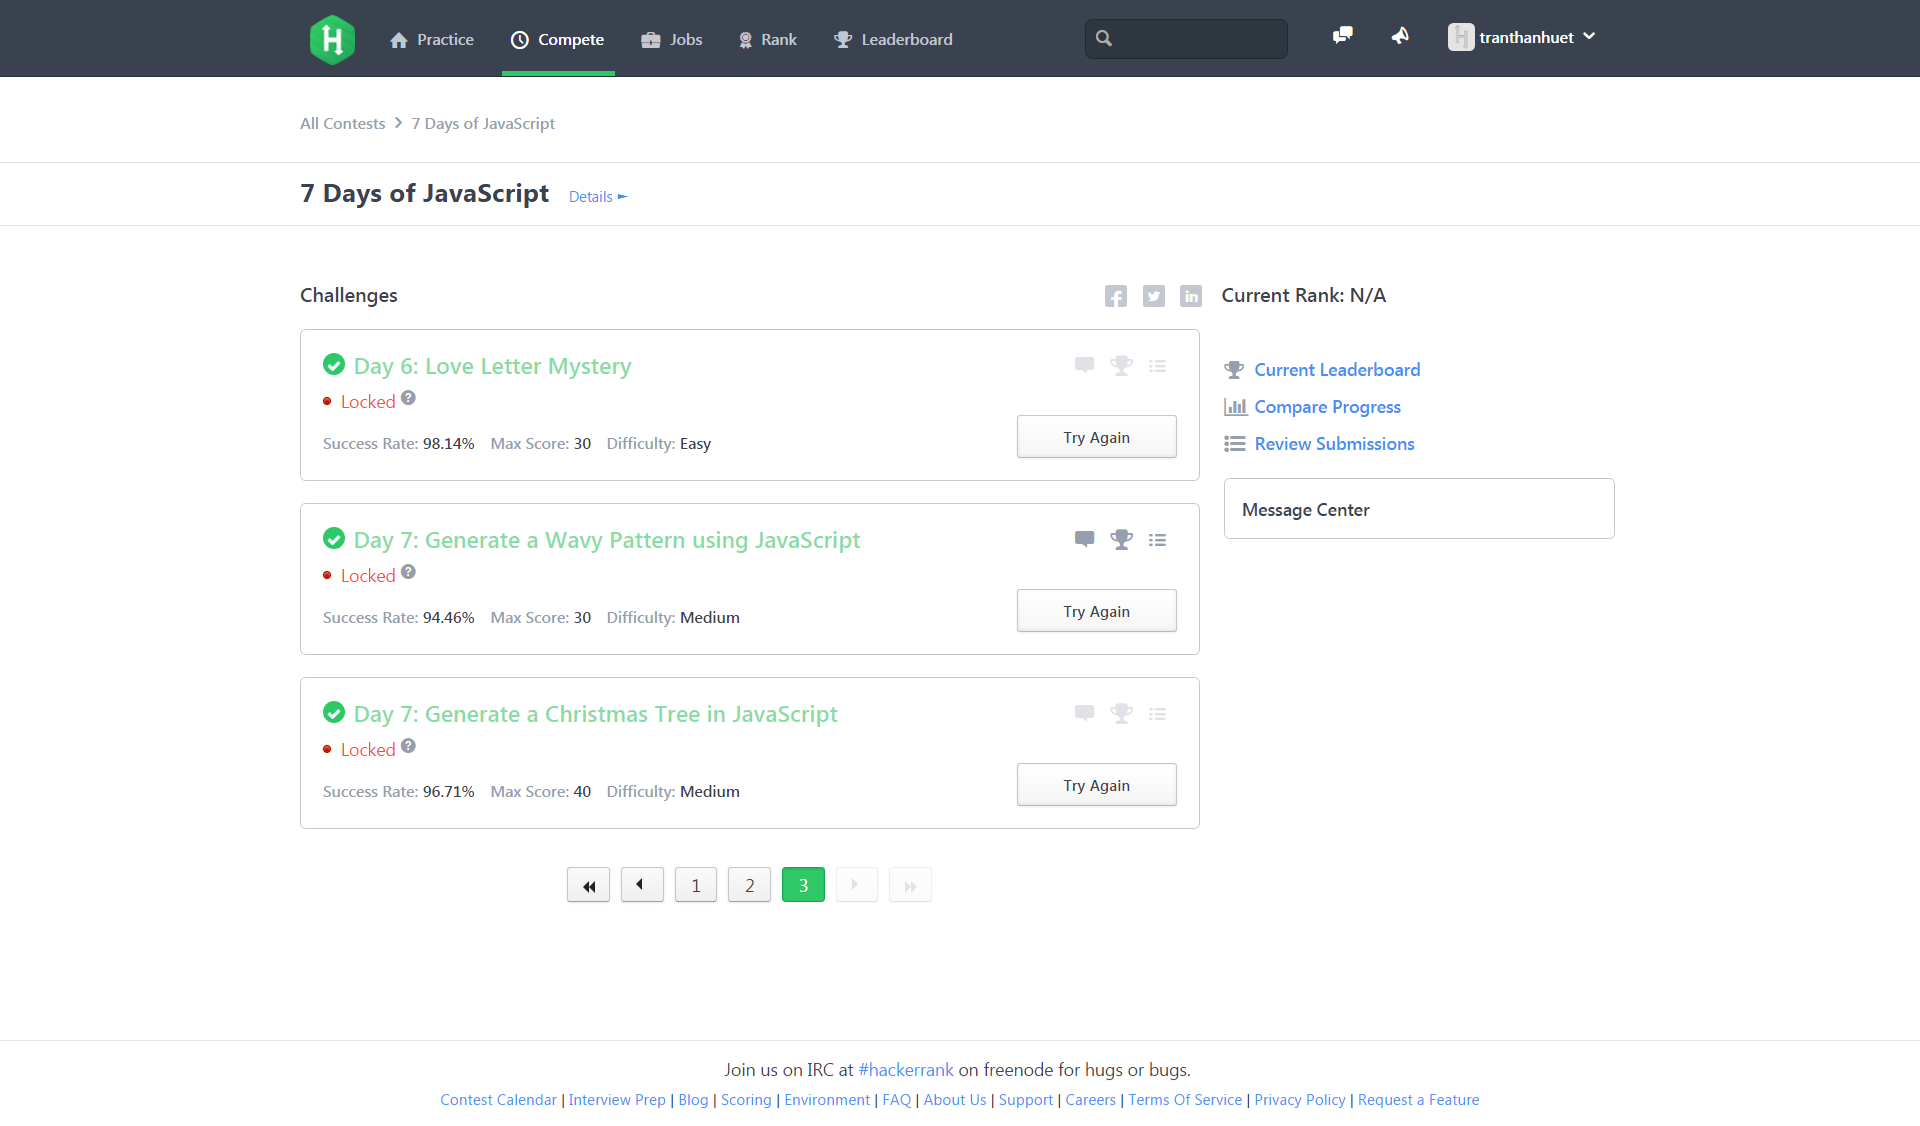 Practice Compete Jobs Rank Leaderboard tranthanhuet
All Contests 7 Days of JavaScript
7 Days of JavaScript Details
Challenges
Current Rank: N/A
Day 6: Love Letter Mystery
Locked
Success Rate: 98.14% Max Score: 30 Difficulty: Easy
Try Again
Day 7: Generate a Wavy Pattern using JavaScript
Locked
Success Rate: 94.46% Max Score: 30 Difficulty: Medium
Try Again
Day 7: Generate a Christmas Tree in JavaScript
Locked
Success Rate: 96.71% Max Score: 40 Difficulty: Medium
Try Again
1 2 3
Current Leaderboard
Compare Progress
Review Submissions
Message Center
Join us on IRC at #hackerrank on freenode for hugs or bugs.
Contest Calendar | Interview Prep | Blog | Scoring | Environment | FAQ | About Us | Support | Careers | Terms Of Service | Privacy Policy | Request a Feature